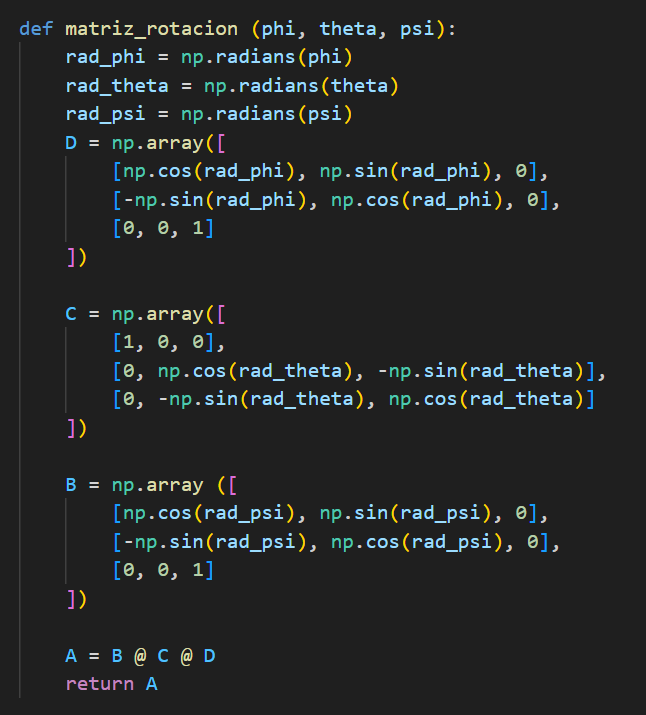 def matriz_rotacion (phi, theta, psi):
    rad_phi = np.radians(phi)
    rad_theta = np.radians(theta)
    rad_psi = np.radians(psi)
    D = np.array([
        [np.cos(rad_phi), np.sin(rad_phi), 0],
        [-np.sin(rad_phi), np.cos(rad_phi), 0],
        [0, 0, 1]
    ])

    C = np.array([
        [1, 0, 0],
        [0, np.cos(rad_theta), -np.sin(rad_theta)],
        [0, -np.sin(rad_theta), np.cos(rad_theta)]
    ])

    B = np.array ([
        [np.cos(rad_psi), np.sin(rad_psi), 0],
        [-np.sin(rad_psi), np.cos(rad_psi), 0],
        [0, 0, 1]
    ])

    A = B @ C @ D
    return A